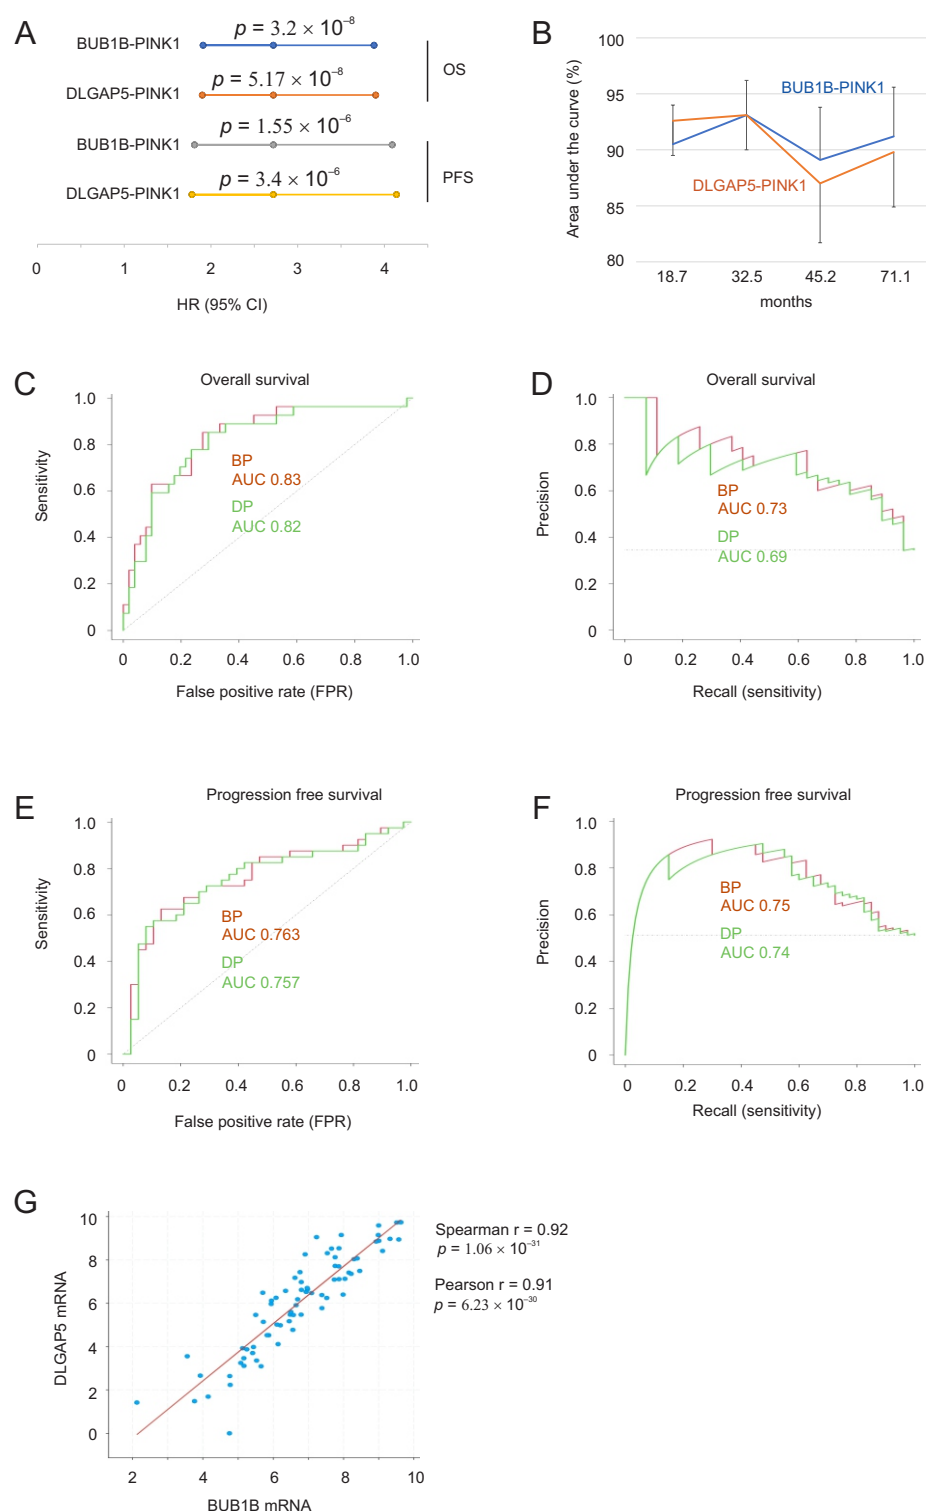 A
BUB1B-PINK1
p = 3.2 × 10⁻⁸
DLGAP5-PINK1
p = 5.17 × 10⁻⁸
OS
BUB1B-PINK1
p = 1.55 × 10⁻⁶
DLGAP5-PINK1
p = 3.4 × 10⁻⁶
PFS
0 1 2 3 4
HR (95% CI)
B
Area under the curve (%)
100
95
90
85
80
BUB1B-PINK1
DLGAP5-PINK1
18.7 32.5 45.2 71.1
months
C
Overall survival
Sensitivity
1.0
0.8
0.6
0.4
0.2
0
BP
AUC 0.83
DP
AUC 0.82
0 0.2 0.4 0.6 0.8 1.0
False positive rate (FPR)
D
Overall survival
Precision
1.0
0.8
0.6
0.4
0.2
0
BP
AUC 0.73
DP
AUC 0.69
0 0.2 0.4 0.6 0.8 1.0
Recall (sensitivity)
E
Progression free survival
Sensitivity
1.0
0.8
0.6
0.4
0.2
0
BP
AUC 0.763
DP
AUC 0.757
0 0.2 0.4 0.6 0.8 1.0
False positive rate (FPR)
F
Progression free survival
Precision
1.0
0.8
0.6
0.4
0.2
0
BP
AUC 0.75
DP
AUC 0.74
0 0.2 0.4 0.6 0.8 1.0
Recall (sensitivity)
G
DLGAP5 mRNA
10
8
6
4
2
0
2 4 6 8 10
BUB1B mRNA
Spearman r = 0.92
p = 1.06 × 10⁻³¹
Pearson r = 0.91
p = 6.23 × 10⁻³⁰